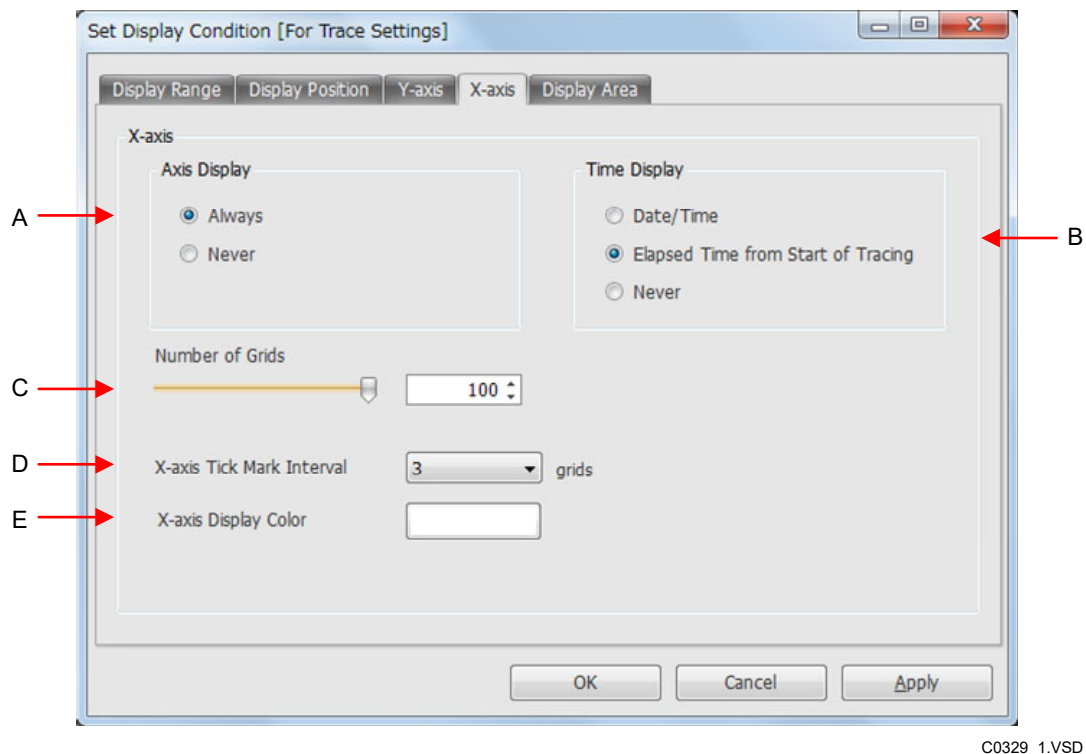 Set Display Condition [For Trace Settings]
Display Range Display Position Y-axis X-axis Display Area
X-axis
Axis Display
Always
Never
Time Display
Date/Time
Elapsed Time from Start of Tracing
Never
A
B
Number of Grids
C
100
D
X-axis Tick Mark Interval
3
grids
E
X-axis Display Color
OK
Cancel
Apply
C0329_1.VSD